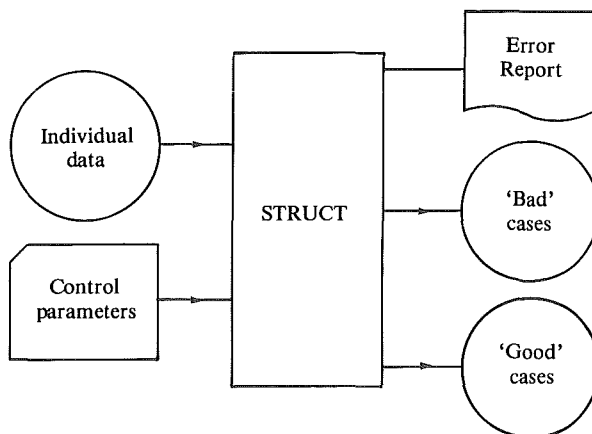 Individual
data
Control
parameters
STRUCT
Error
Report
‘Bad’
cases
‘Good’
cases